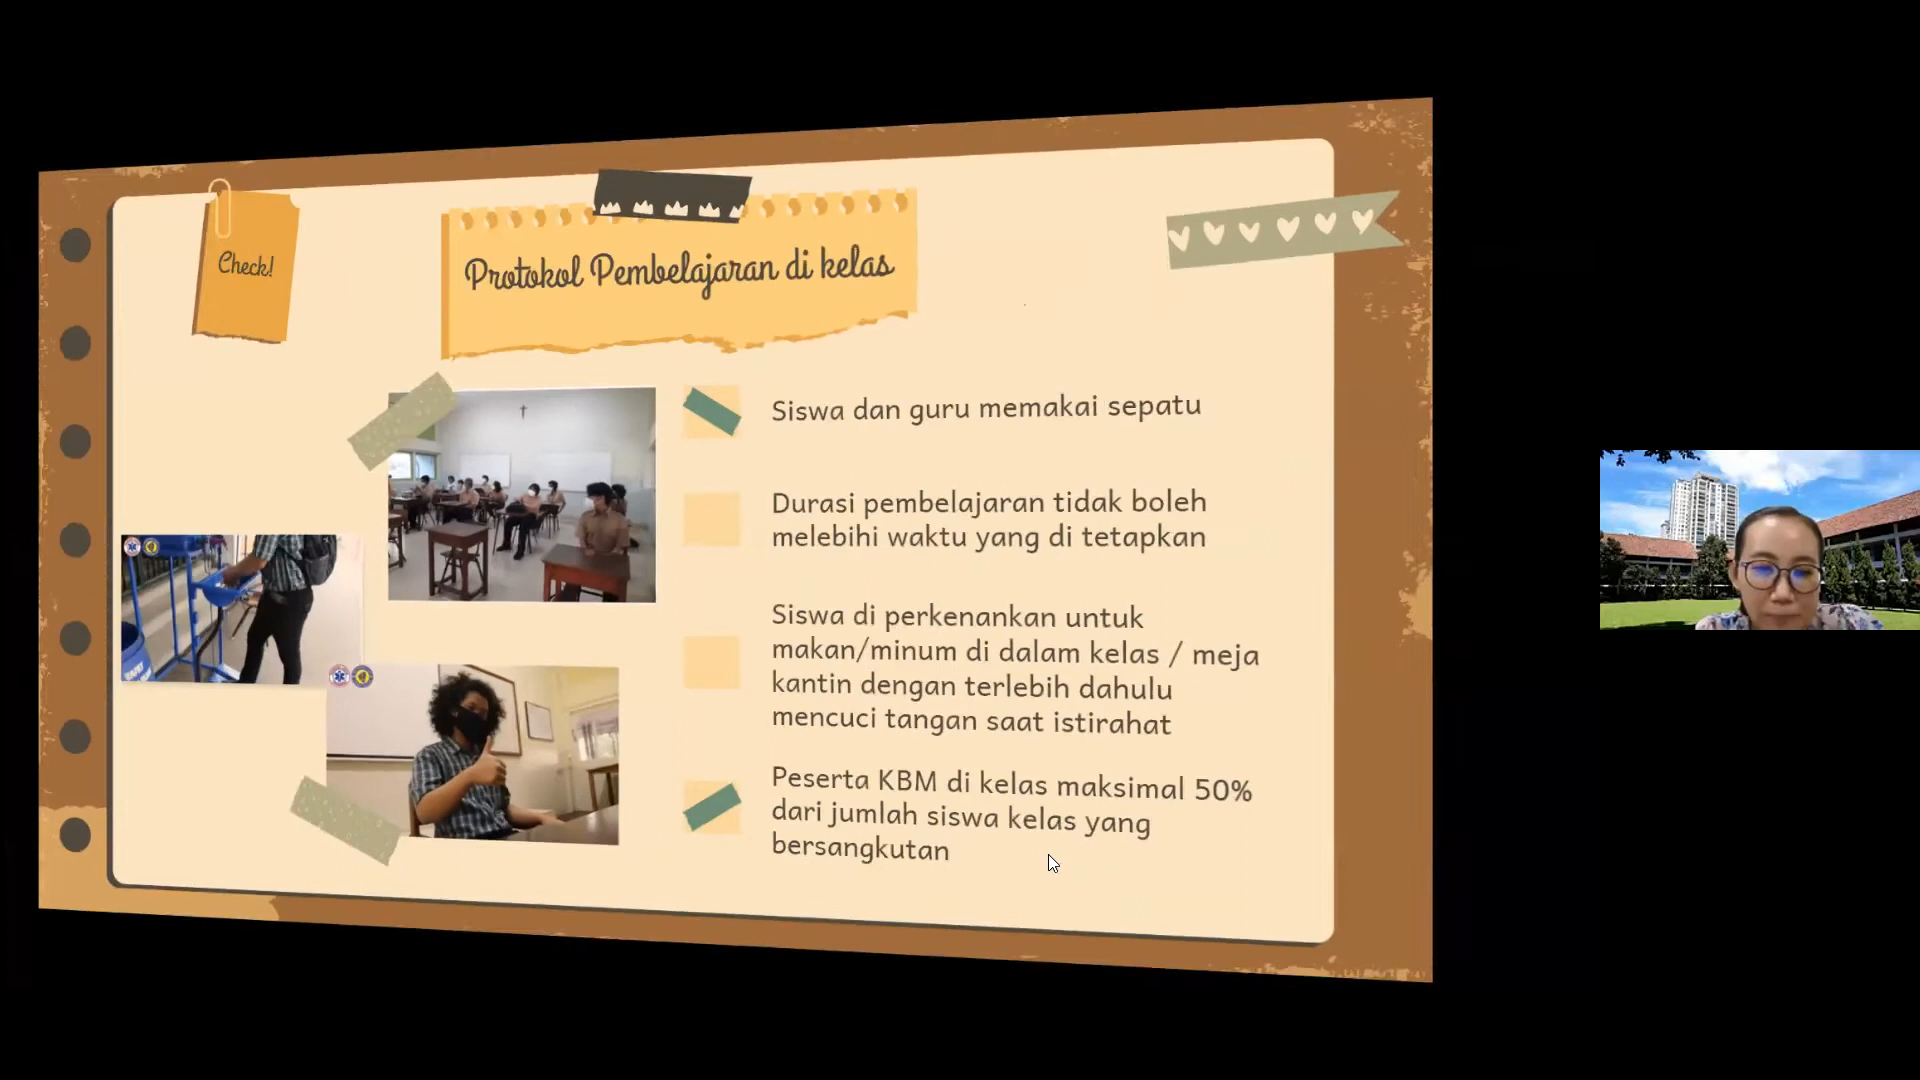 Check!
Protokol Pembelajaran di kelas
Siswa dan guru memakai sepatu
Durasi pembelajaran tidak boleh
melebihi waktu yang di tetapkan
Siswa di perkenankan untuk
makan/minum di dalam kelas / meja
kantin dengan terlebih dahulu
mencuci tangan saat istirahat
Peserta KBM di kelas maksimal 50%
dari jumlah siswa kelas yang
bersangkutan